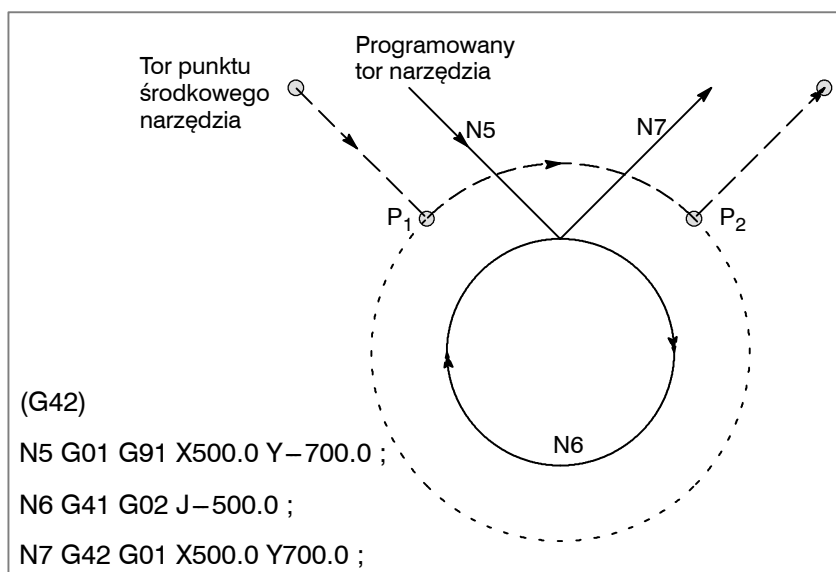 Tor punktu
środkowego
narzędzia
Programowany
tor narzędzia
N5
N7
P1
P2
N6
(G42)
N5 G01 G91 X500.0 Y−700.0 ;
N6 G41 G02 J−500.0 ;
N7 G42 G01 X500.0 Y700.0 ;